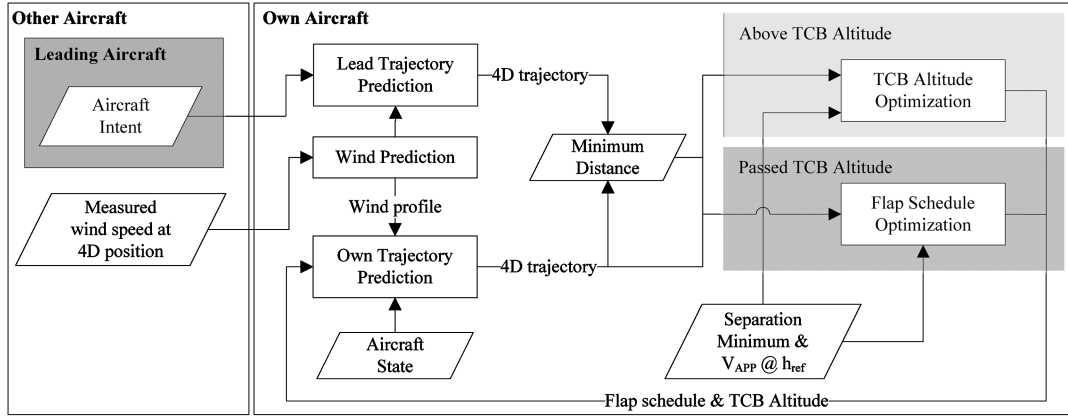 Other Aircraft
Leading Aircraft
Aircraft
Intent
Measured
wind speed at
4D position
Own Aircraft
Lead Trajectory
Prediction
4D trajectory
Wind Prediction
Wind profile
Own Trajectory
Prediction
4D trajectory
Aircraft
State
Minimum
Distance
Above TCB Altitude
TCB Altitude
Optimization
Passed TCB Altitude
Flap Schedule
Optimization
Separation
Minimum &
VAPP @ href
Flap schedule & TCB Altitude